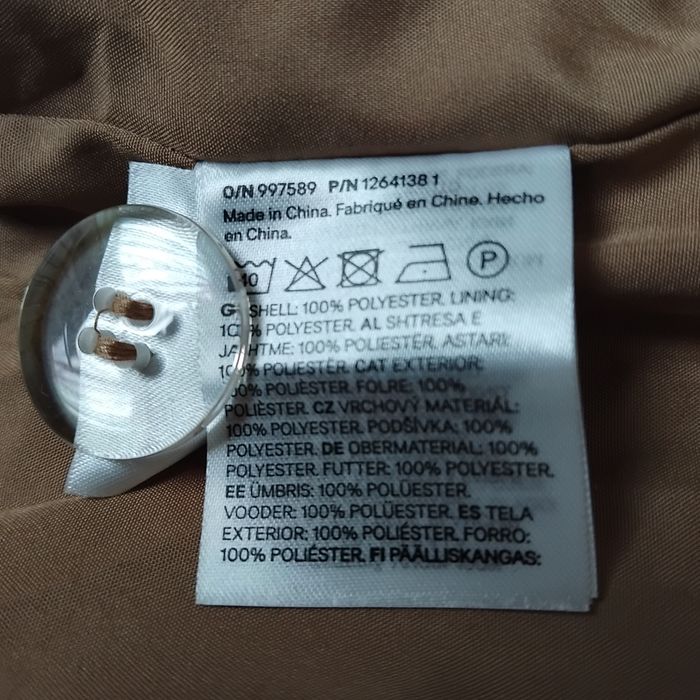 O/N 997589 P/N 1264138 1
Made in China. Fabriqué en Chine. Hecho
en China.
P
SHELL: 100% POLYESTER. LINING:
POLYESTER. AL SHTRESA E
JASHTME: 100% POLIESTËR, ASTARI:
100% POLIESTËR. CAT EXTERIOR:
100% POLIÈSTER. FOLRE: 100%
POLIÈSTER. CZ VRCHOVÝ MATERIÁL:
100% POLYESTER. PODŠÍVKA: 100%
POLYESTER. DE OBERMATERIAL: 100%
POLYESTER. FUTTER: 100% POLYESTER.
EE ÜMBRIS: 100% POLÜESTER.
VOODER: 100% POLÜESTER. ES TELA
EXTERIOR: 100% POLIÉSTER. FORRO:
100% POLIÉSTER. FI PÄÄLLISKANGAS: